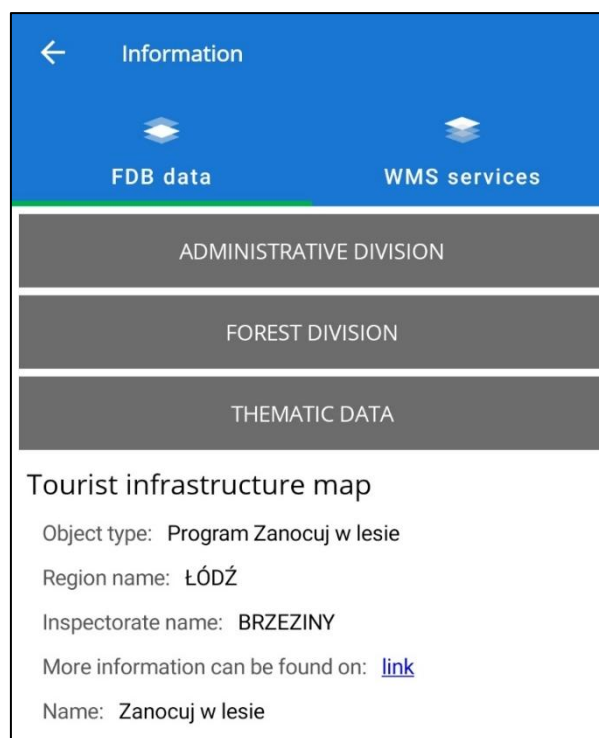 Information
FDB data
WMS services
ADMINISTRATIVE DIVISION
FOREST DIVISION
THEMATIC DATA
Tourist infrastructure map
Object type: Program Zanocuj w lesie
Region name: ŁÓDŹ
Inspectorate name: BRZEZINY
More information can be found on: link
Name: Zanocuj w lesie